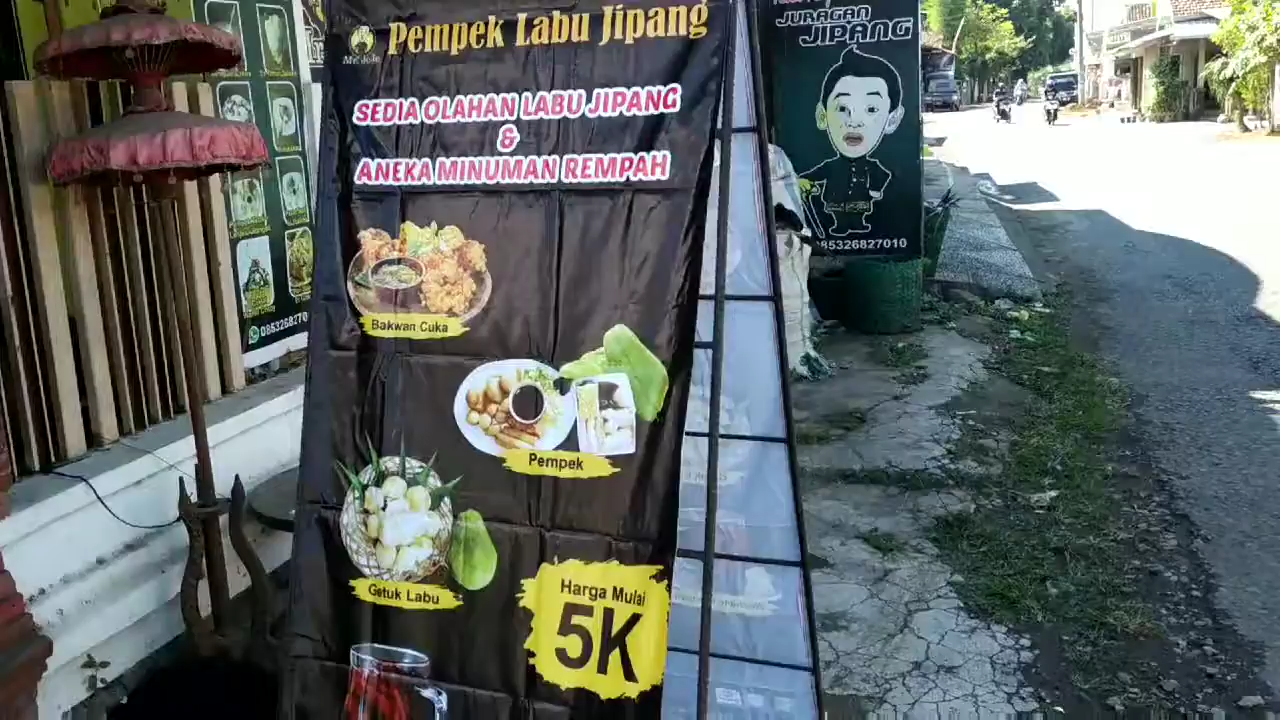 Pempek Labu Jipang
SEDIA OLAHAN LABU JIPANG
&
ANEKA MINUMAN REMPAH
Bakwan Cuka
Pempek
Getuk Labu
Harga Mulai
5K
JURAGAN
JIPANG
085326827010